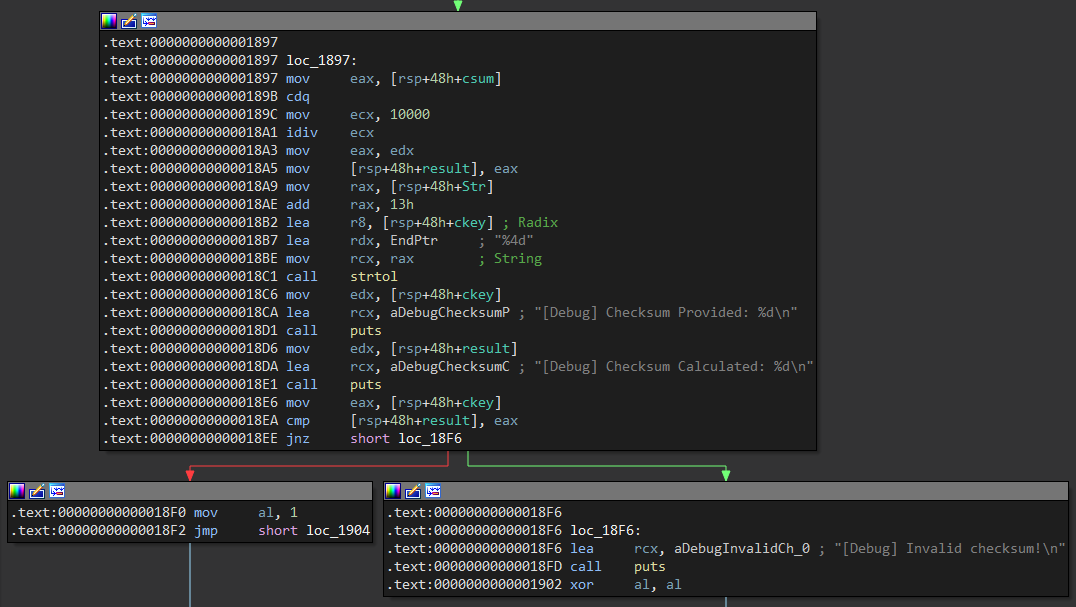 .text:0000000000001897
.text:0000000000001897 loc_1897:
.text:0000000000001897 mov     eax, [rsp+48h+csum]
.text:000000000000189B cdq
.text:000000000000189C mov     ecx, 10000
.text:00000000000018A1 idiv    ecx
.text:00000000000018A3 mov     eax, edx
.text:00000000000018A5 mov     [rsp+48h+result], eax
.text:00000000000018A9 mov     rax, [rsp+48h+Str]
.text:00000000000018AE add     rax, 13h
.text:00000000000018B2 lea     r8, [rsp+48h+ckey] ; Radix
.text:00000000000018B7 lea     rdx, EndPtr     ; "%4d"
.text:00000000000018BE mov     rcx, rax        ; String
.text:00000000000018C1 call    strtol
.text:00000000000018C6 mov     edx, [rsp+48h+ckey]
.text:00000000000018CA lea     rcx, aDebugChecksumP ; "[Debug] Checksum Provided: %d\n"
.text:00000000000018D1 call    puts
.text:00000000000018D6 mov     edx, [rsp+48h+result]
.text:00000000000018DA lea     rcx, aDebugChecksumC ; "[Debug] Checksum Calculated: %d\n"
.text:00000000000018E1 call    puts
.text:00000000000018E6 mov     eax, [rsp+48h+ckey]
.text:00000000000018EA cmp     [rsp+48h+result], eax
.text:00000000000018EE jnz     short loc_18F6
.text:00000000000018F0 mov     al, 1
.text:00000000000018F2 jmp     short loc_1904
.text:00000000000018F6
.text:00000000000018F6 loc_18F6:
.text:00000000000018F6 lea     rcx, aDebugInvalidCh_0 ; "[Debug] Invalid checksum!\n"
.text:00000000000018FD call    puts
.text:0000000000001902 xor     al, al